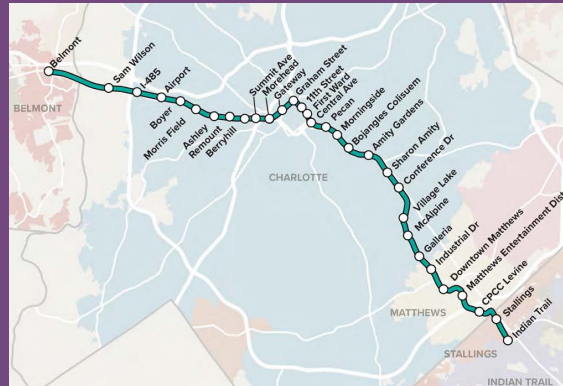 Belmont
Sam Wilson
I-485
Airport
Boyer
Morris Field
Ashley
Remount
Berryhill
Summit Ave
Morehead
Gateway
Graham Street
11th Street
First Ward
Central Ave
Pecan
Morningside
Bojangles Colisuem
Amity Gardens
Sharon Amity
Conference Dr
Village Lake
McAlpine
Galleria
Industrial Dr
Downtown Matthews
Matthews Entertainment Dist
CPCC Levine
Stallings
Indian Trail
BELMONT
CHARLOTTE
MATTHEWS
STALLINGS
INDIAN TRAIL